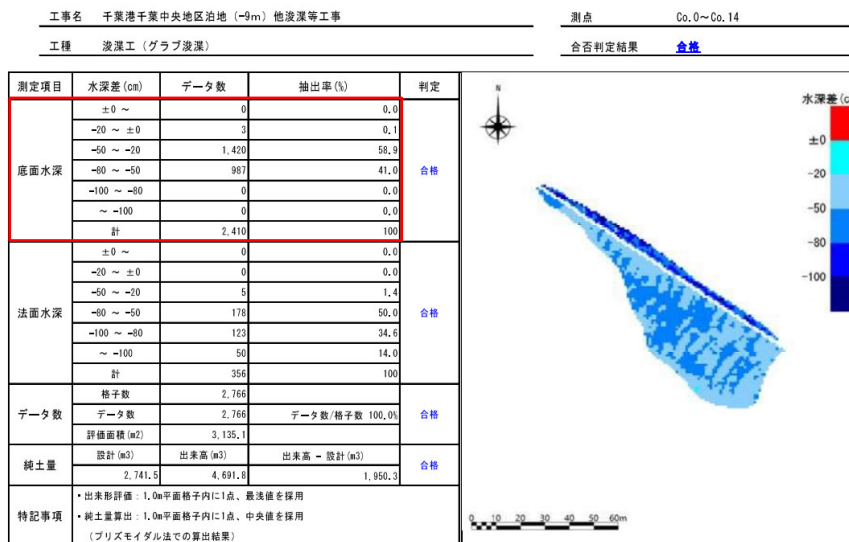 工事名 千葉港千葉中央地区泊地（-9m）他浚渫等工事 測点 Co.0~Co.14
工種 浚渫工（グラブ浚渫） 合否判定結果 合格
測定項目 水深差(cm) データ数 抽出率(%) 判定
底面水深 合格
±0 ~ 0 0.0
-20 ~ ±0 3 0.1
-50 ~ -20 1,420 58.9
-80 ~ -50 987 41.0
-100 ~ -80 0 0.0
~ -100 0 0.0
計 2,410 100
法面水深 合格
±0 ~ 0 0.0
-20 ~ ±0 0 0.0
-50 ~ -20 5 1.4
-80 ~ -50 178 50.0
-100 ~ -80 123 34.6
~ -100 50 14.0
計 356 100
データ数 合格
格子数 2,766
データ数 2,766 データ数/格子数 100.0%
評価面積(m2) 3,135.1
純土量 合格
設計(m3) 出来高(m3) 出来高 - 設計(m3)
2,741.5 4,691.8 1,950.3
特記事項
・出来形評価：1.0m平面格子内に1点、最浅値を採用
・純土量算出：1.0m平面格子内に1点、中央値を採用
（プリズモイダル法での算出結果）
N
水深差(c
±0
-20
-50
-80
-100
0 10 20 30 40 50 60m